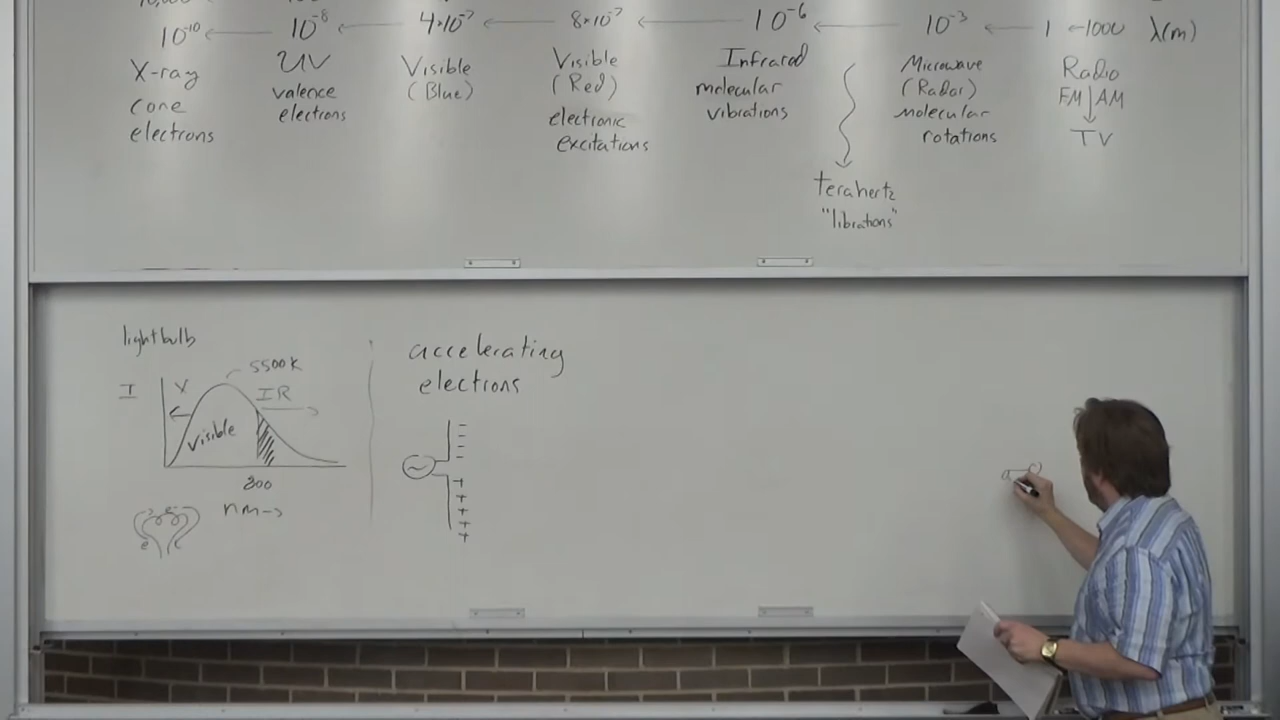 10⁻¹⁰ ← 10⁻⁸ ← 4×10⁻⁷ ← 8×10⁻⁷ ← 10⁻⁶ ← 10⁻³ ← 1 ←1000 λ(m)
X-ray
core
electrons
UV
valence
electrons
Visible
(Blue)
Visible
(Red)
electronic
excitations
Infrared
molecular
vibrations
terahertz
"librations"
Microwave
(Radar)
molecular
rotations
Radio
FM AM
TV
lightbulb
5500K
I
IR
visible
800
nm→
accelerating
electrons
~
- - - -
+ + + + +